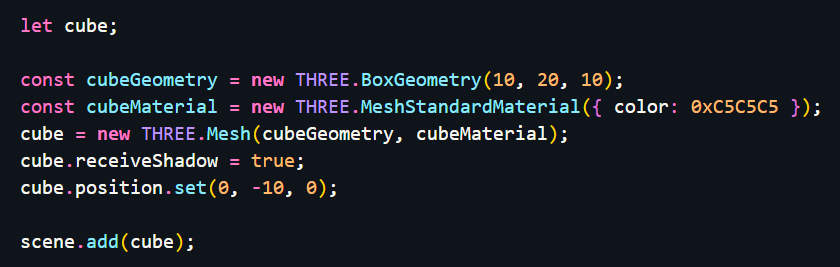 let cube;
const cubeGeometry = new THREE.BoxGeometry(10, 20, 10);
const cubeMaterial = new THREE.MeshStandardMaterial({ color: 0xC5C5C5 });
cube = new THREE.Mesh(cubeGeometry, cubeMaterial);
cube.receiveShadow = true;
cube.position.set(0, -10, 0);
scene.add(cube);